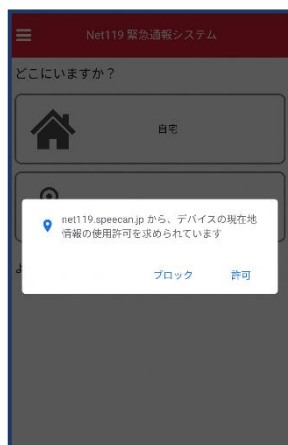 Net119 緊急通報システム
どこにいますか？
自宅
net119.speecan.jp から、デバイスの現在地
情報の使用許可を求められています
ブロック
許可
よ